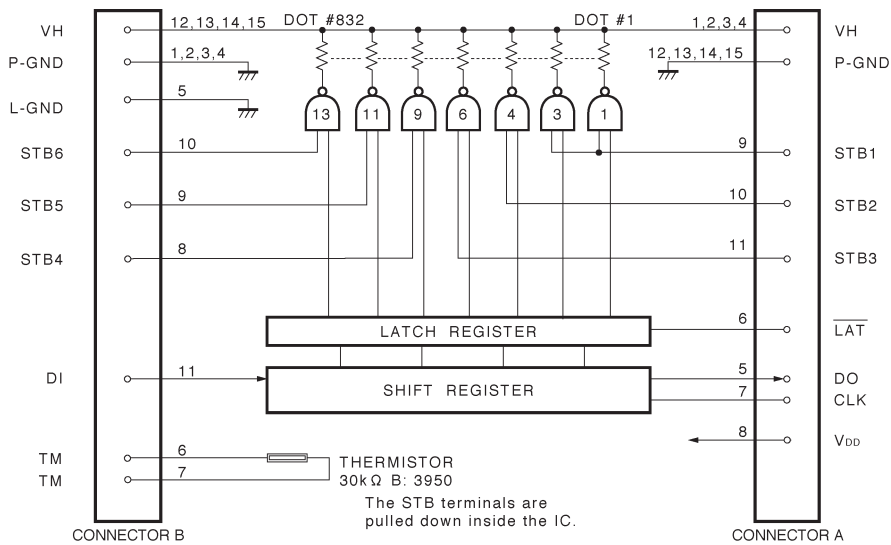 12,13,14,15 DOT #832 DOT #1 1,2,3,4
VH VH
P-GND 1,2,3,4 12,13,14,15 P-GND
L-GND 5
13 11 9 6 4 3 1
STB6 10 9 STB1
STB5 9 10 STB2
STB4 8 11 STB3
LATCH REGISTER 6 LAT
DI 11 SHIFT REGISTER 5 DO
7 CLK
8 VDD
TM 6
TM 7
THERMISTOR
30kΩ B: 3950
The STB terminals are
pulled down inside the IC.
CONNECTOR B CONNECTOR A